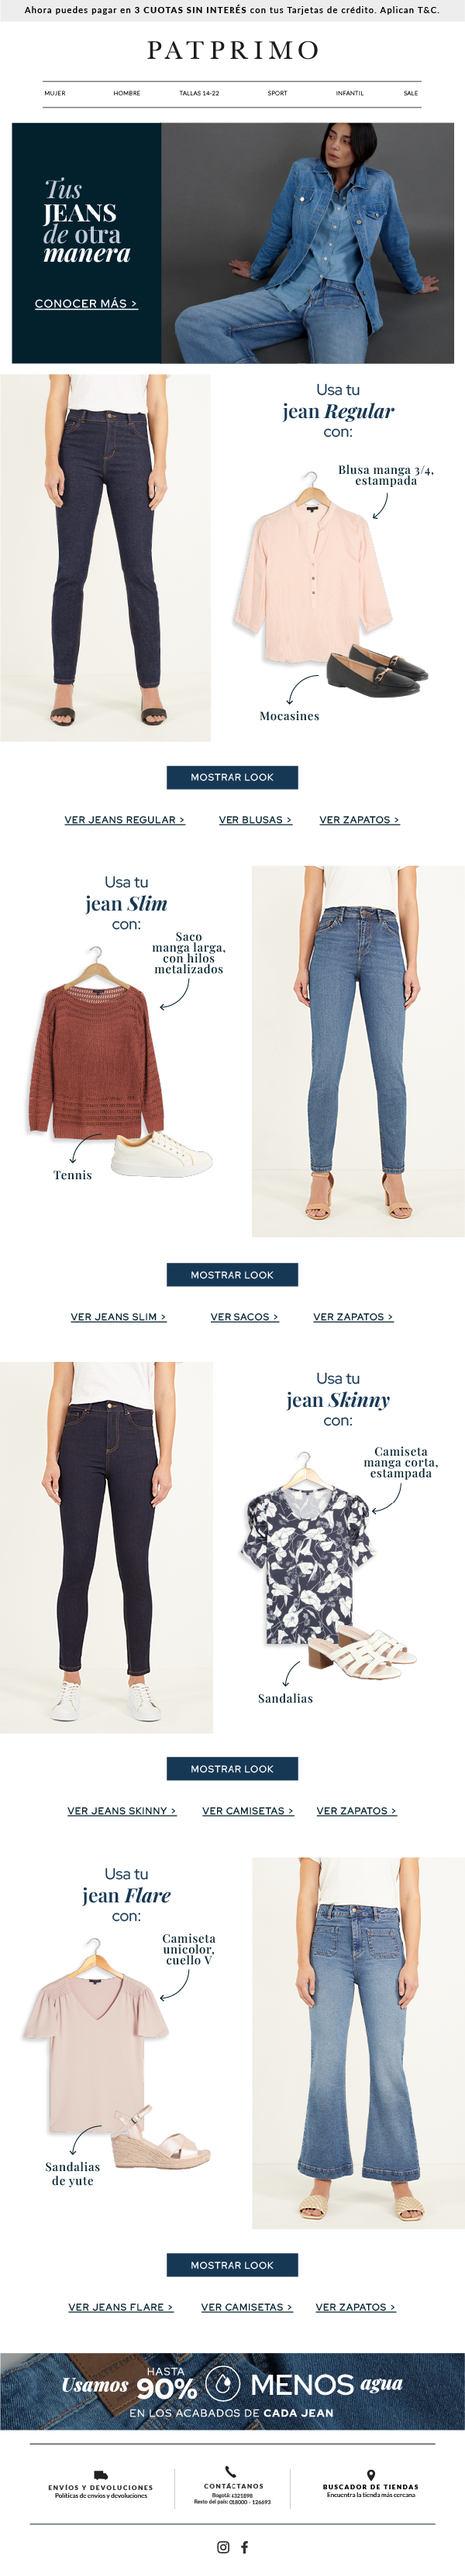 Ahora puedes pagar en 3 CUOTAS SIN INTERÉS con tus Tarjetas de crédito. Aplican T&C.
PATPRIMO
MUJER HOMBRE TALLAS 14-22 SPORT INFANTIL SALE
Tus
JEANS
de otra
manera
CONOCER MÁS >
Usa tu
jean Regular
con:
Blusa manga 3/4,
estampada
Mocasines
MOSTRAR LOOK
VER JEANS REGULAR > VER BLUSAS > VER ZAPATOS >
Usa tu
jean Slim
con:
Saco
manga larga,
con hilos
metalizados
Tennis
MOSTRAR LOOK
VER JEANS SLIM > VER SACOS > VER ZAPATOS >
Usa tu
jean Skinny
con:
Camiseta
manga corta,
estampada
Sandalias
MOSTRAR LOOK
VER JEANS SKINNY > VER CAMISETAS > VER ZAPATOS >
Usa tu
jean Flare
con:
Camiseta
unicolor,
cuello V
Sandalias
de yute
MOSTRAR LOOK
VER JEANS FLARE > VER CAMISETAS > VER ZAPATOS >
Usamos HASTA 90% MENOS agua
EN LOS ACABADOS DE CADA JEAN
ENVÍOS Y DEVOLUCIONES
Políticas de envíos y devoluciones
CONTÁCTANOS
Bogotá: 4325898
Resto del país: 018000 - 126693
BUSCADOR DE TIENDAS
Encuentra la tienda más cercana